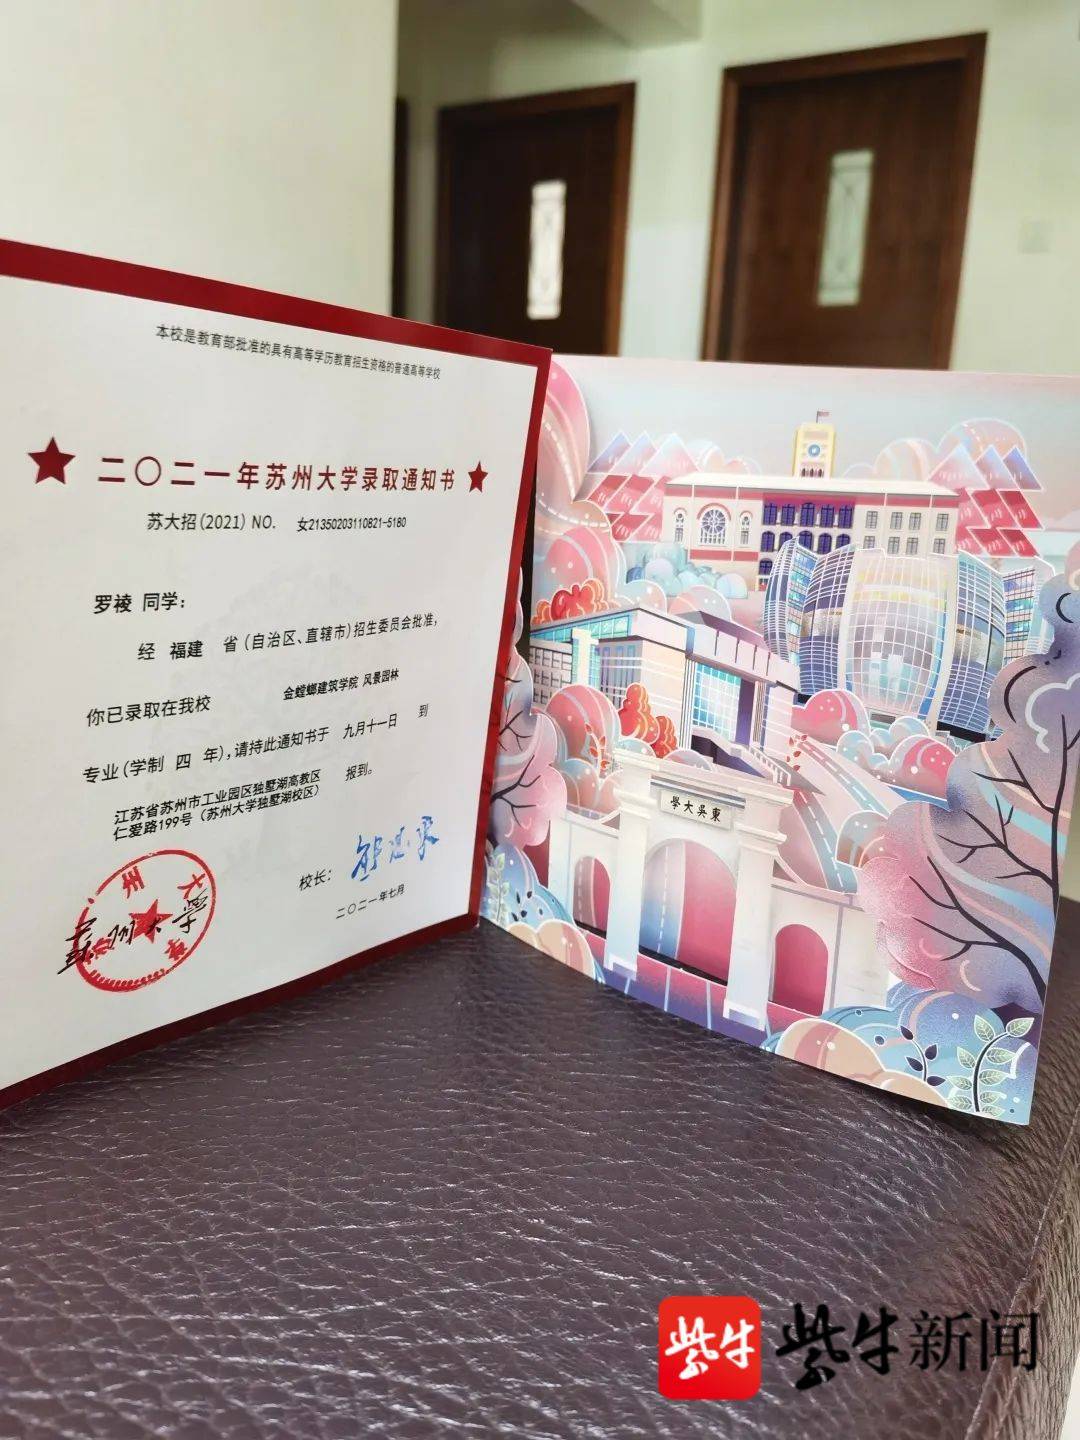 本校是教育部批准的具有高等学历教育招生资格的普通高等学校
二〇二一年苏州大学录取通知书
苏大招(2021) NO. 女21350203110821-5180
罗祾 同学:
经 福建 省(自治区、直辖市)招生委员会批准,
你已录取在我校 金螳螂建筑学院 风景园林
专业(学制 四 年),请持此通知书于 九月十一日 到
江苏省苏州市工业园区独墅湖高教区
仁爱路199号(苏州大学独墅湖校区) 报到。
校长:
二〇二一年七月
苏州大学
學大吳東
紫牛
紫牛新闻